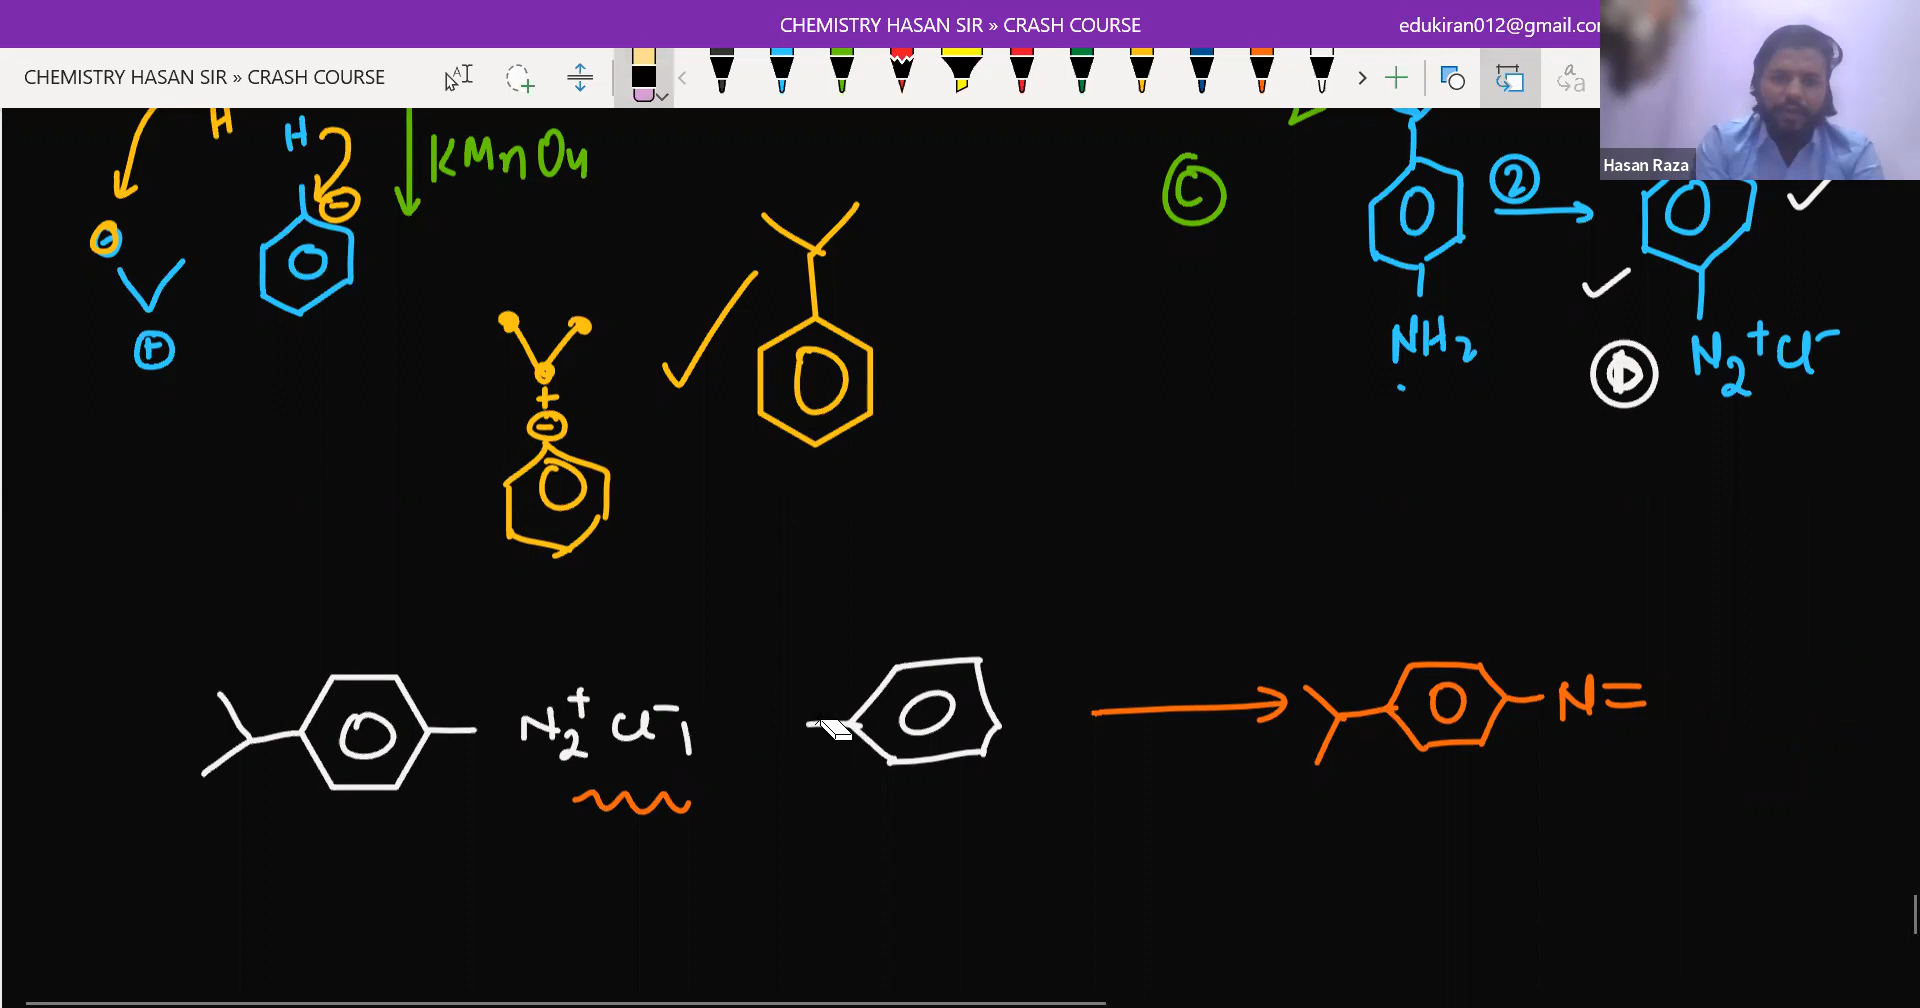 CHEMISTRY HASAN SIR » CRASH COURSE
edukiran012@gmail.co
CHEMISTRY HASAN SIR » CRASH COURSE
Hasan Raza
H
H
KMnO4
C
2
NH2
N2+Cl-
+
-
N2+ Cl-
N=